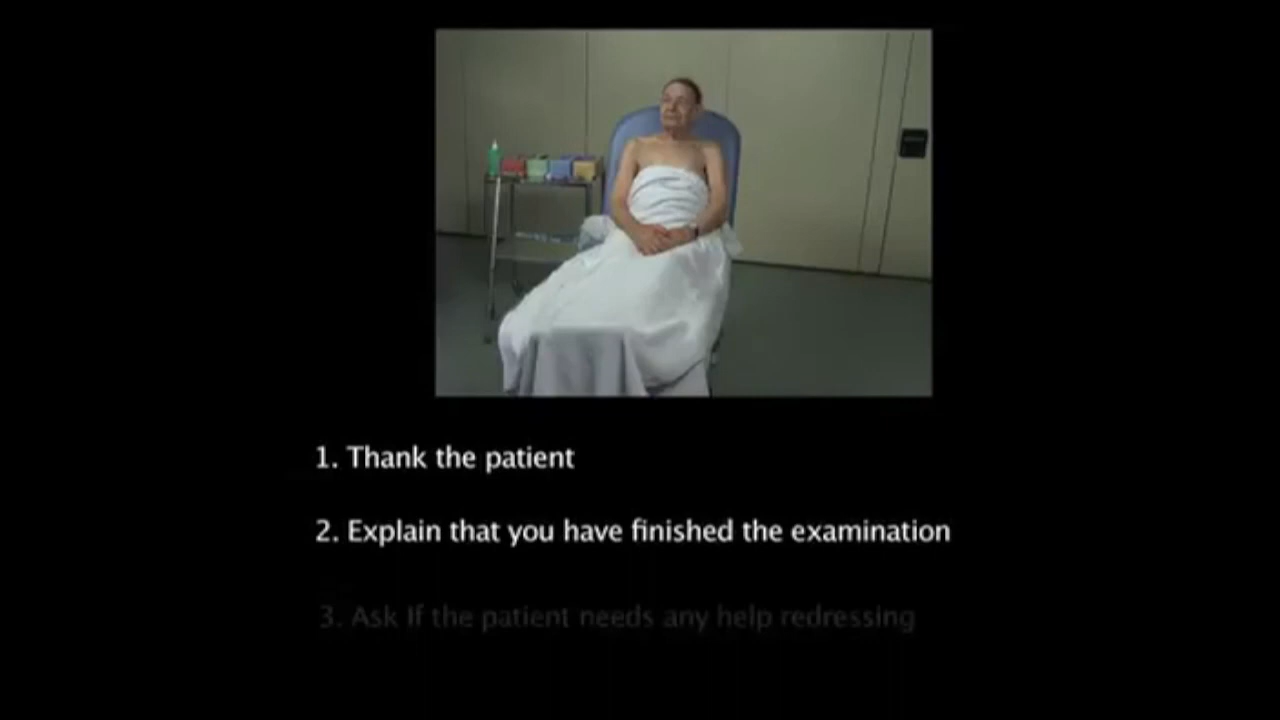 1. Thank the patient
2. Explain that you have finished the examination
3. Ask If the patient needs any help redressing